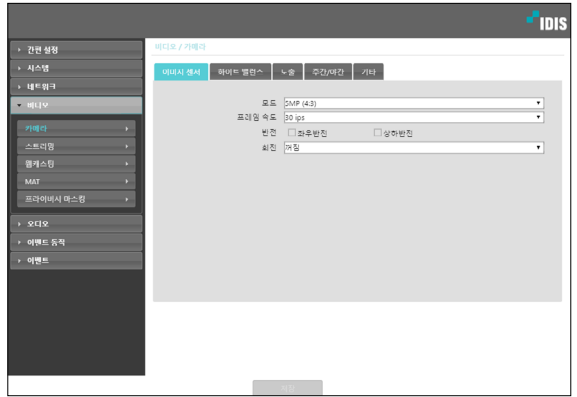 IDIS
간편 설정
시스템
네트워크
비디오
카메라
스트리밍
웹캐스팅
MAT
프라이버시 마스킹
오디오
이벤트 동작
이벤트
비디오 / 카메라
이미지 센서 화이트 밸런스 노출 주간/야간 기타
모드 5MP (4:3)
프레임 속도 30 ips
반전 좌우반전 상하반전
회전 꺼짐
저장